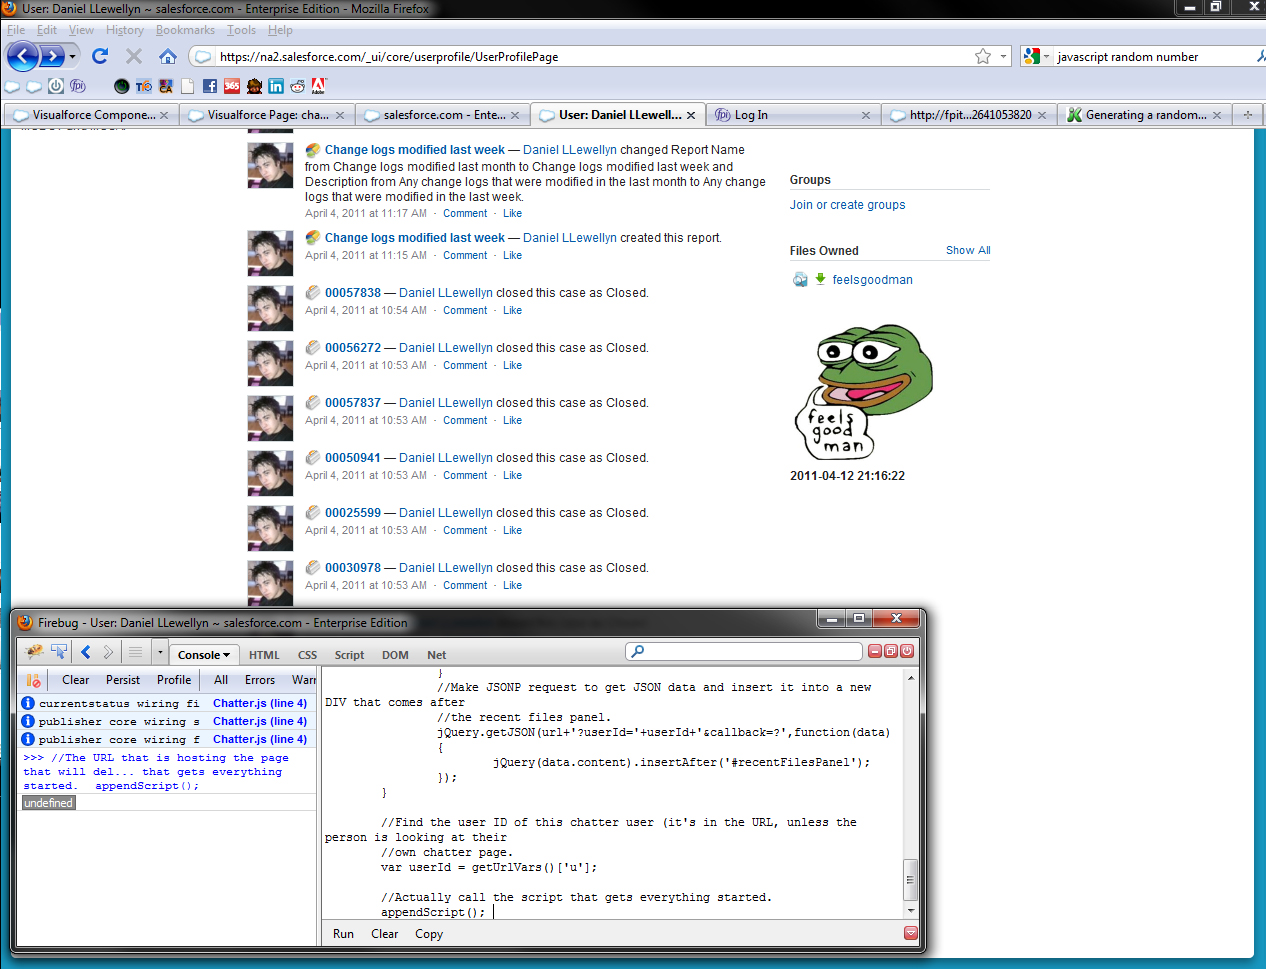 User: Daniel LLewellyn ~ salesforce.com - Enterprise Edition - Mozilla Firefox
File Edit View History Bookmarks Tools Help
https://na2.salesforce.com/_ui/core/userprofile/UserProfilePage
javascript random number
Visualforce Compone...
Visualforce Page: cha...
salesforce.com - Ente...
User: Daniel LLewell...
Log In
http://fpit...2641053820
Generating a random...
Change logs modified last week — Daniel LLewellyn changed Report Name
from Change logs modified last month to Change logs modified last week and
Description from Any change logs that were modified in the last month to Any change
logs that were modified in the last week.
April 4, 2011 at 11:17 AM · Comment · Like
Change logs modified last week — Daniel LLewellyn created this report.
April 4, 2011 at 11:15 AM · Comment · Like
00057838 — Daniel LLewellyn closed this case as Closed.
April 4, 2011 at 10:54 AM · Comment · Like
00056272 — Daniel LLewellyn closed this case as Closed.
April 4, 2011 at 10:53 AM · Comment · Like
00057837 — Daniel LLewellyn closed this case as Closed.
April 4, 2011 at 10:53 AM · Comment · Like
00050941 — Daniel LLewellyn closed this case as Closed.
April 4, 2011 at 10:53 AM · Comment · Like
00025599 — Daniel LLewellyn closed this case as Closed.
April 4, 2011 at 10:53 AM · Comment · Like
00030978 — Daniel LLewellyn closed this case as Closed.
April 4, 2011 at 10:53 AM · Comment · Like
Groups
Join or create groups
Files Owned Show All
feelsgoodman
feels
good
man
2011-04-12 21:16:22
Firebug - User: Daniel LLewellyn ~ salesforce.com - Enterprise Edition
Console HTML CSS Script DOM Net
Clear Persist Profile All Errors Warr
currentstatus wiring fi Chatter.js (line 4)
publisher core wiring s Chatter.js (line 4)
publisher core wiring f Chatter.js (line 4)
>>> //The URL that is hosting the page
that will del... that gets everything
started. appendScript();
undefined
}
//Make JSONP request to get JSON data and insert it into a new
DIV that comes after
//the recent files panel.
jQuery.getJSON(url+'?userId='+userId+'&callback=?',function(data)
{
jQuery(data.content).insertAfter('#recentFilesPanel');
});
}
//Find the user ID of this chatter user (it's in the URL, unless the
person is looking at their
//own chatter page.
var userId = getUrlVars()['u'];
//Actually call the script that gets everything started.
appendScript();
Run Clear Copy